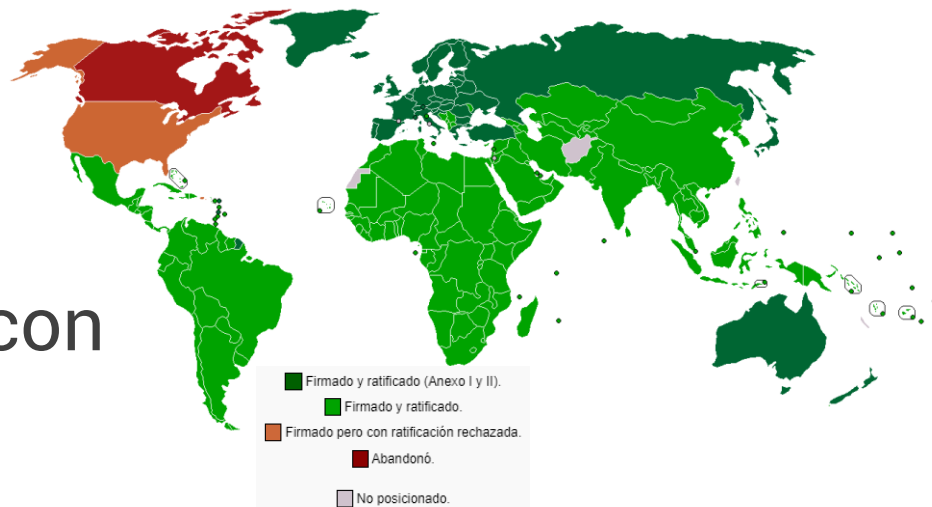 con
Firmado y ratificado (Anexo I y II).
Firmado y ratificado.
Firmado pero con ratificación rechazada.
Abandonó.
No posicionado.